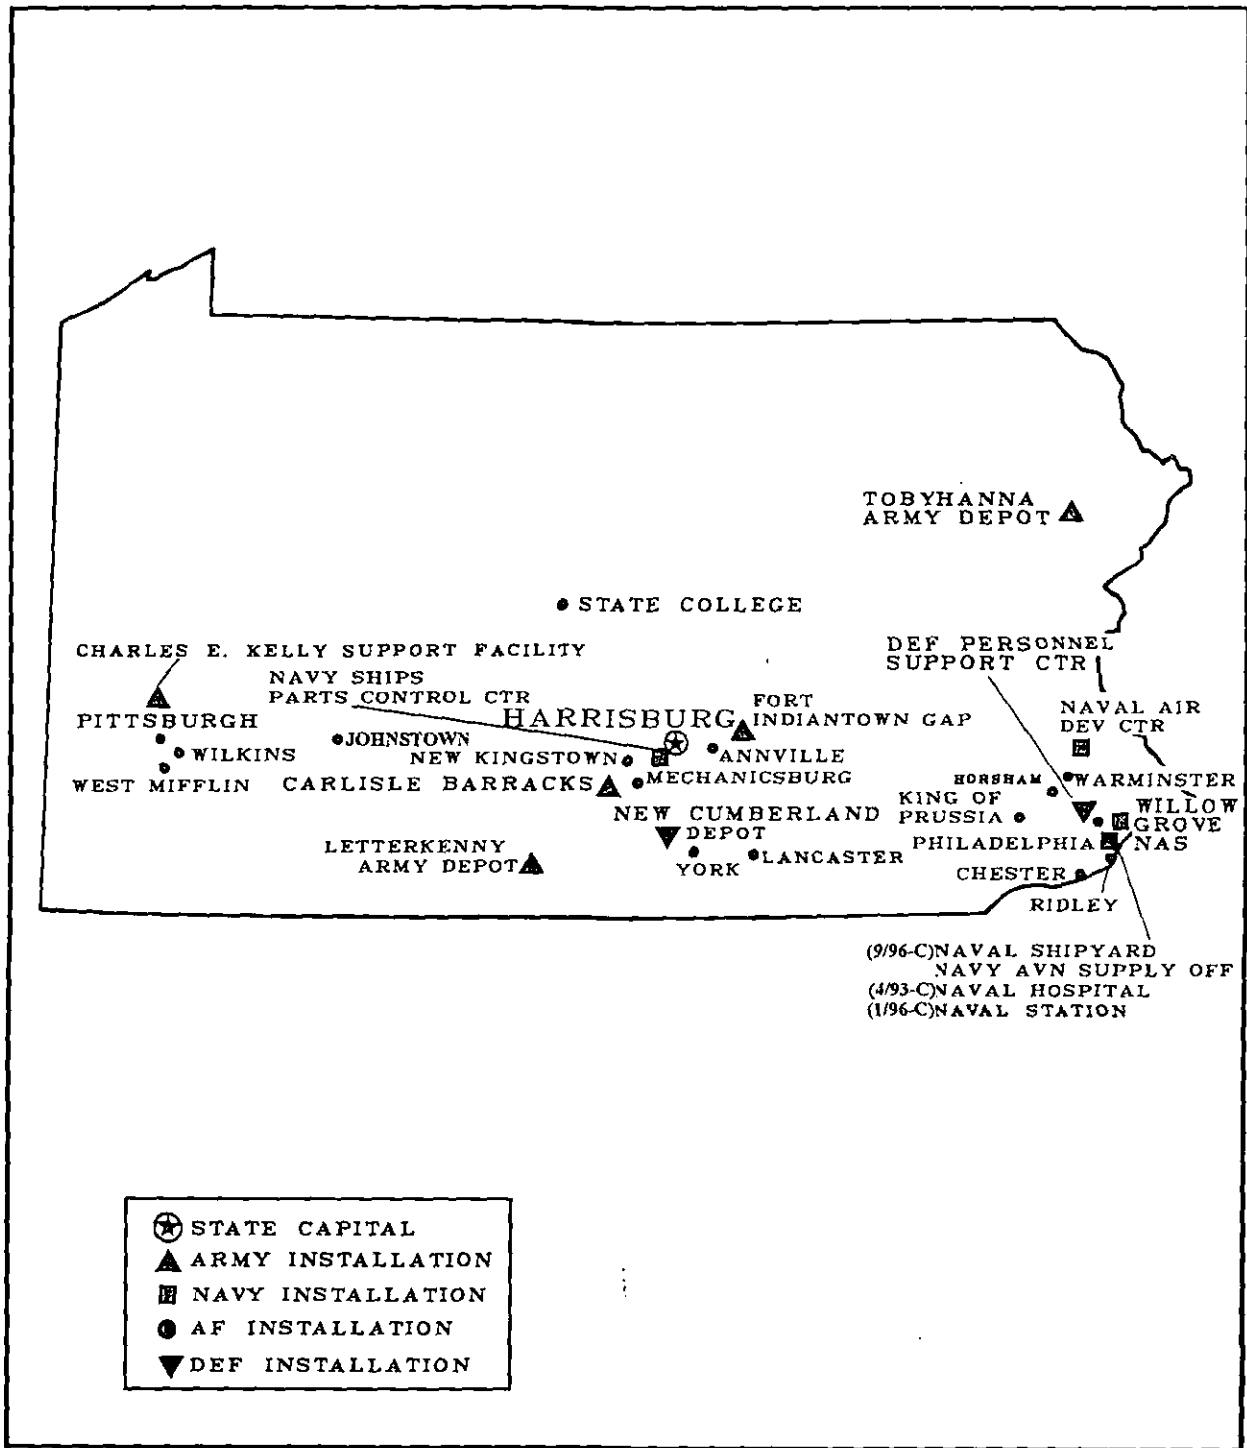 TOBYHANNA
ARMY DEPOT
STATE COLLEGE
CHARLES E. KELLY SUPPORT FACILITY
DEF PERSONNEL
SUPPORT CTR
NAVY SHIPS
PARTS CONTROL CTR
FORT
INDIANTOWN GAP
NAVAL AIR
DEV CTR
PITTSBURGH
HARRISBURG
JOHNSTOWN
WILKINS
NEW KINGSTOWN
ANNVILLE
WEST MIFFLIN
CARLISLE BARRACKS
MECHANICSBURG
HORSHAM
WARMINSTER
KING OF
PRUSSIA
WILLOW
GROVE
NAS
NEW CUMBERLAND
DEPOT
PHILADELPHIA
LETTERKENNY
ARMY DEPOT
YORK
LANCASTER
CHESTER
RIDLEY
(9/96-C)NAVAL SHIPYARD
NAVY AVN SUPPLY OFF
(4/93-C)NAVAL HOSPITAL
(1/96-C)NAVAL STATION
STATE CAPITAL
ARMY INSTALLATION
NAVY INSTALLATION
AF INSTALLATION
DEF INSTALLATION